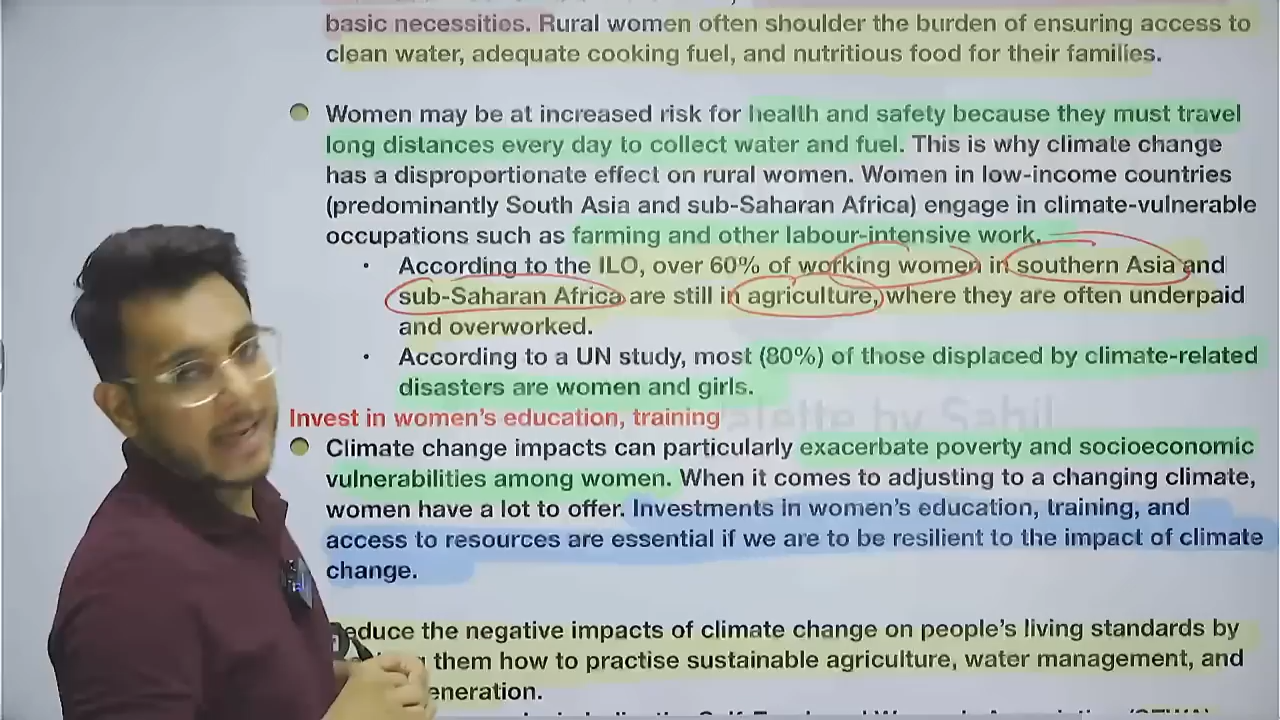 basic necessities. Rural women often shoulder the burden of ensuring access to
clean water, adequate cooking fuel, and nutritious food for their families.
Women may be at increased risk for health and safety because they must travel
long distances every day to collect water and fuel. This is why climate change
has a disproportionate effect on rural women. Women in low-income countries
(predominantly South Asia and sub-Saharan Africa) engage in climate-vulnerable
occupations such as farming and other labour-intensive work.
· According to the ILO, over 60% of working women in southern Asia and
sub-Saharan Africa are still in agriculture, where they are often underpaid
and overworked.
· According to a UN study, most (80%) of those displaced by climate-related
disasters are women and girls.
Invest in women's education, training
Climate change impacts can particularly exacerbate poverty and socioeconomic
vulnerabilities among women. When it comes to adjusting to a changing climate,
women have a lot to offer. Investments in women's education, training, and
access to resources are essential if we are to be resilient to the impact of climate
change.
educe the negative impacts of climate change on people's living standards by
them how to practise sustainable agriculture, water management, and
eneration.
by Sahil